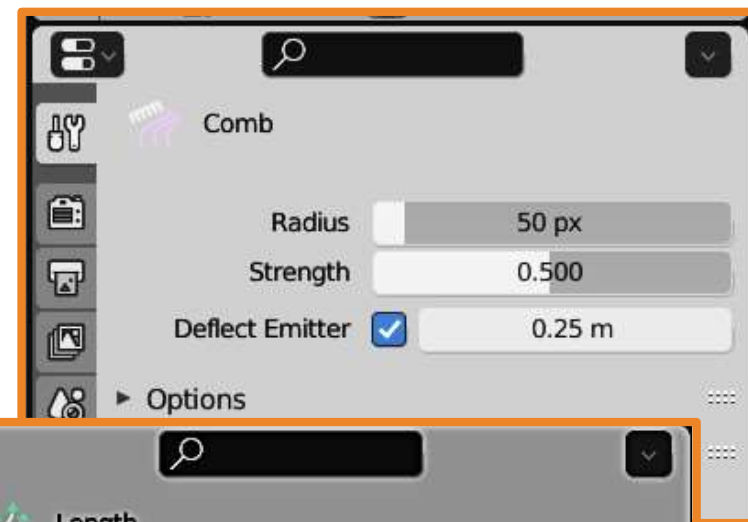 Comb
Radius 50 px
Strength 0.500
Deflect Emitter 0.25 m
Options
Length